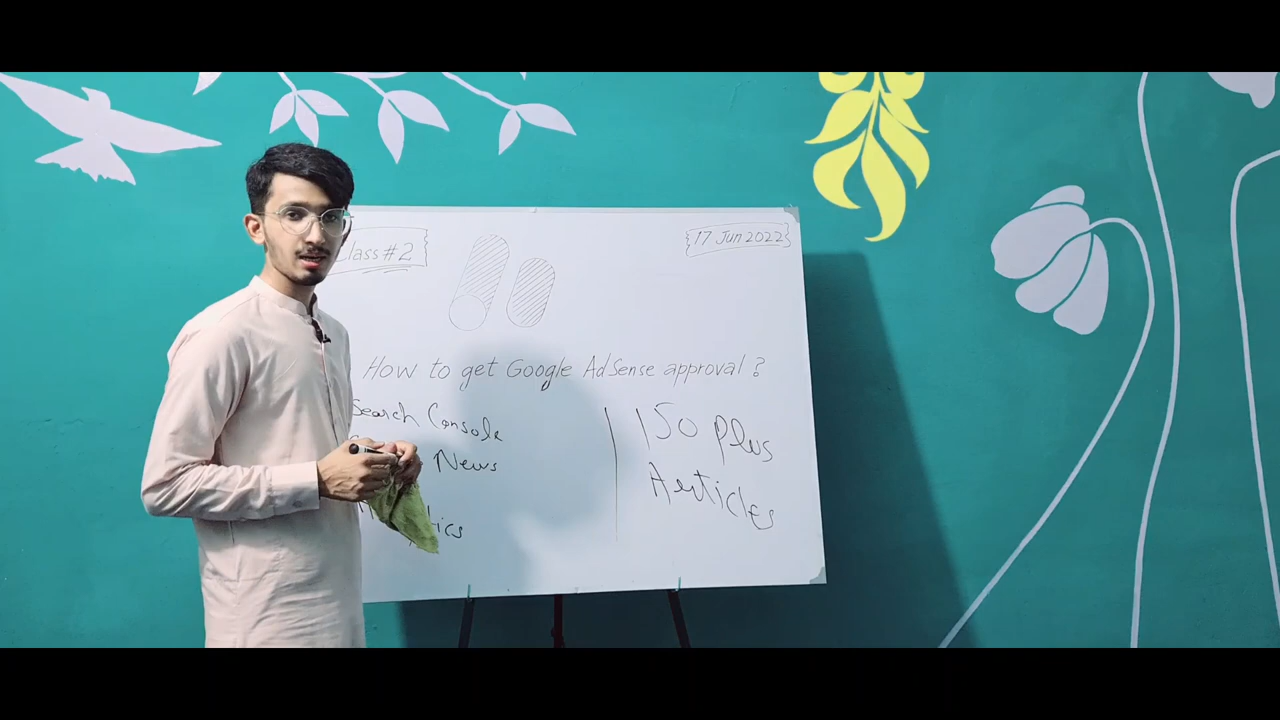 Class #2
17 Jun 2022
How to get Google AdSense approval?
Search Console
News
150 plus
Articles